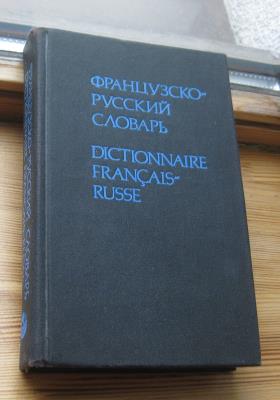 ФРАНЦУЗСКО-
РУССКИЙ
СЛОВАРЬ
DICTIONNAIRE
FRANÇAIS-
RUSSE